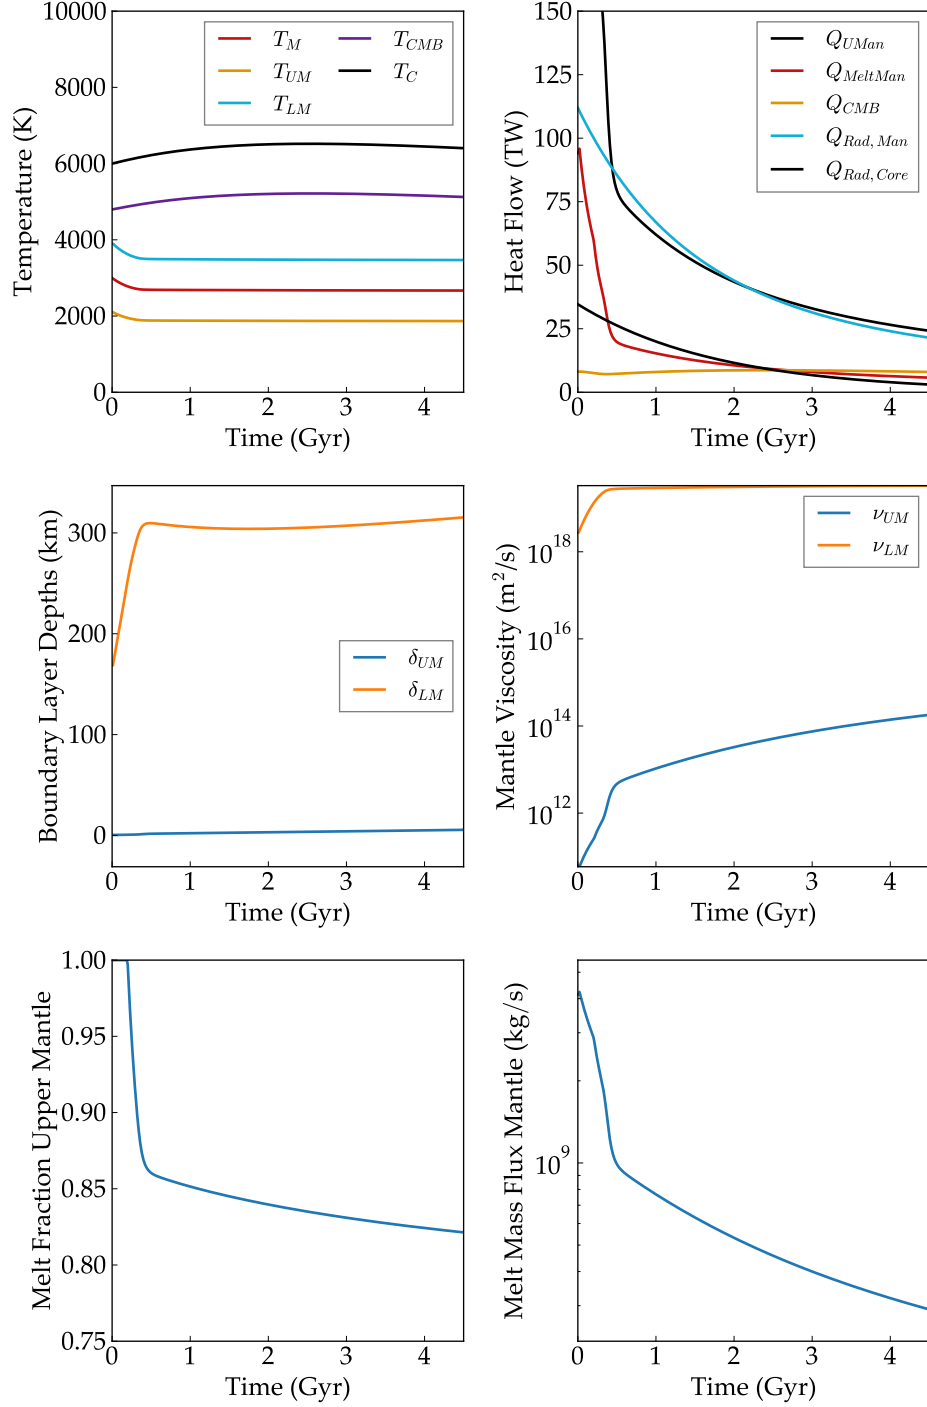 10000
8000
6000
4000
2000
0
Temperature (K)
T_M
T_UM
T_LM
T_CMB
T_C
0 1 2 3 4
Time (Gyr)
150
125
100
75
50
25
0
Heat Flow (TW)
Q_UMan
Q_MeltMan
Q_CMB
Q_Rad,Man
Q_Rad,Core
0 1 2 3 4
Time (Gyr)
300
200
100
0
Boundary Layer Depths (km)
δ_UM
δ_LM
0 1 2 3 4
Time (Gyr)
10^18
10^16
10^14
10^12
Mantle Viscosity (m^2/s)
ν_UM
ν_LM
0 1 2 3 4
Time (Gyr)
1.00
0.95
0.90
0.85
0.80
0.75
Melt Fraction Upper Mantle
0 1 2 3 4
Time (Gyr)
10^9
Melt Mass Flux Mantle (kg/s)
0 1 2 3 4
Time (Gyr)